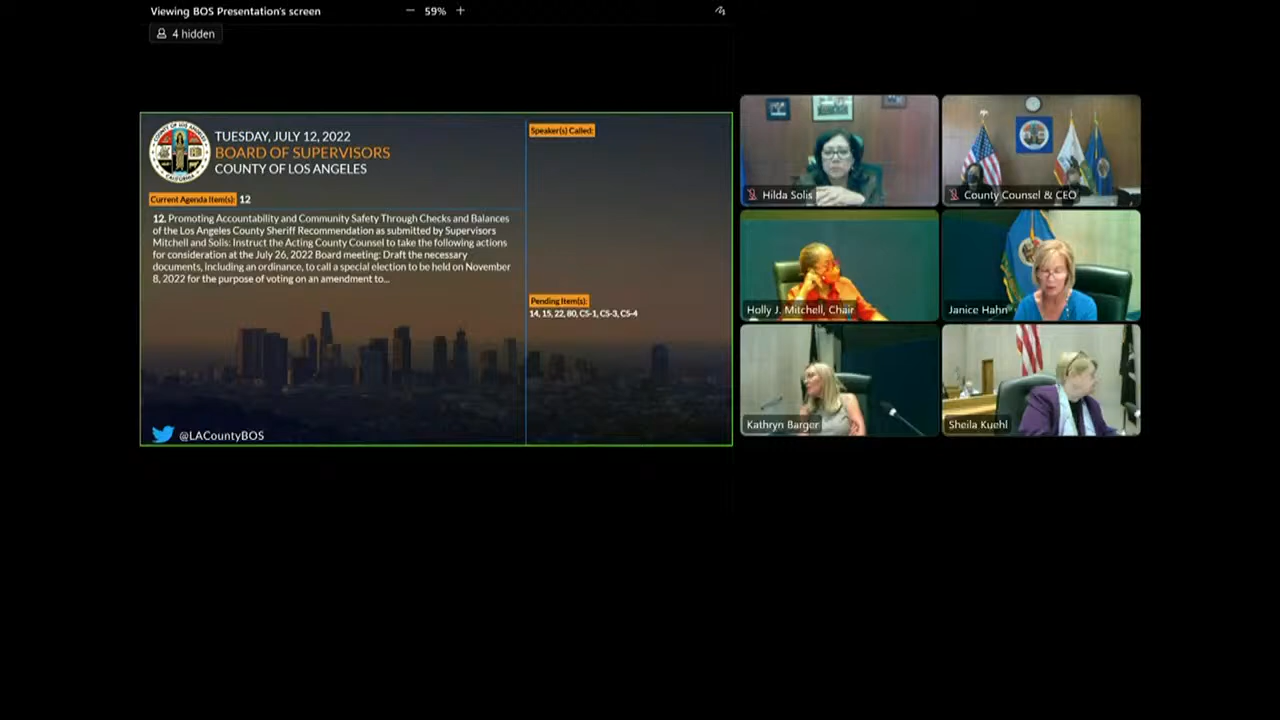 Viewing BOS Presentation's screen
59%
4 hidden
TUESDAY, JULY 12, 2022
BOARD OF SUPERVISORS
COUNTY OF LOS ANGELES
Current Agenda Item(s): 12
12. Promoting Accountability and Community Safety Through Checks and Balances
of the Los Angeles County Sheriff Recommendation as submitted by Supervisors
Mitchell and Solis: Instruct the Acting County Counsel to take the following actions
for consideration at the July 26, 2022 Board meeting: Draft the necessary
documents, including an ordinance, to call a special election to be held on November
8, 2022 for the purpose of voting on an amendment to...
@LACountyBOS
Speaker(s) Called:
Pending Item(s):
14, 15, 22, 80, CS-1, CS-3, CS-4
Hilda Solis
County Counsel & CEO
Holly J. Mitchell, Chair
Janice Hahn
Kathryn Barger
Sheila Kuehl